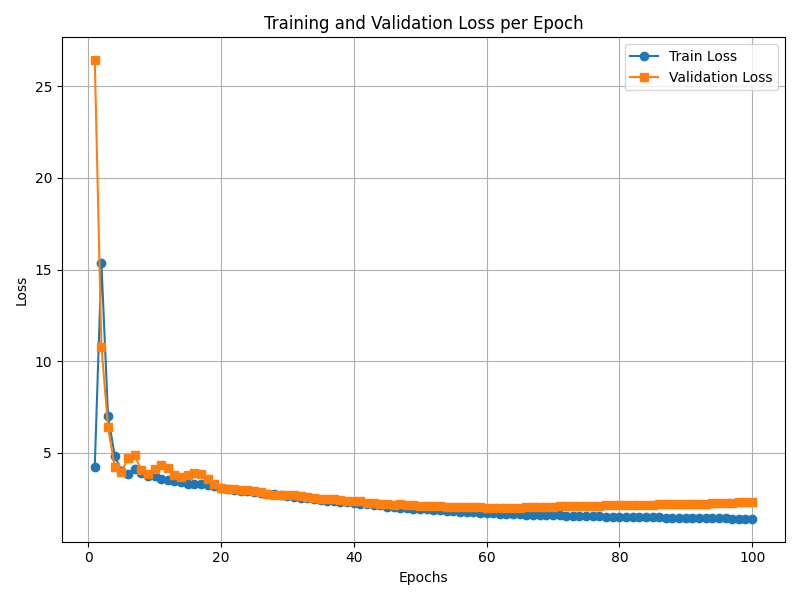 Training and Validation Loss per Epoch
Train Loss
Validation Loss
Loss
25
20
15
10
5
0 20 40 60 80 100
Epochs